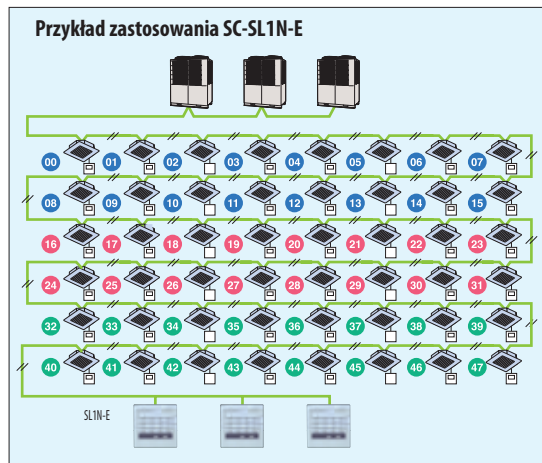 Przykład zastosowania SC-SL1N-E
00 01 02 03 04 05 06 07
08 09 10 11 12 13 14 15
16 17 18 19 20 21 22 23
24 25 26 27 28 29 30 31
32 33 34 35 36 37 38 39
40 41 42 43 44 45 46 47
SL1N-E